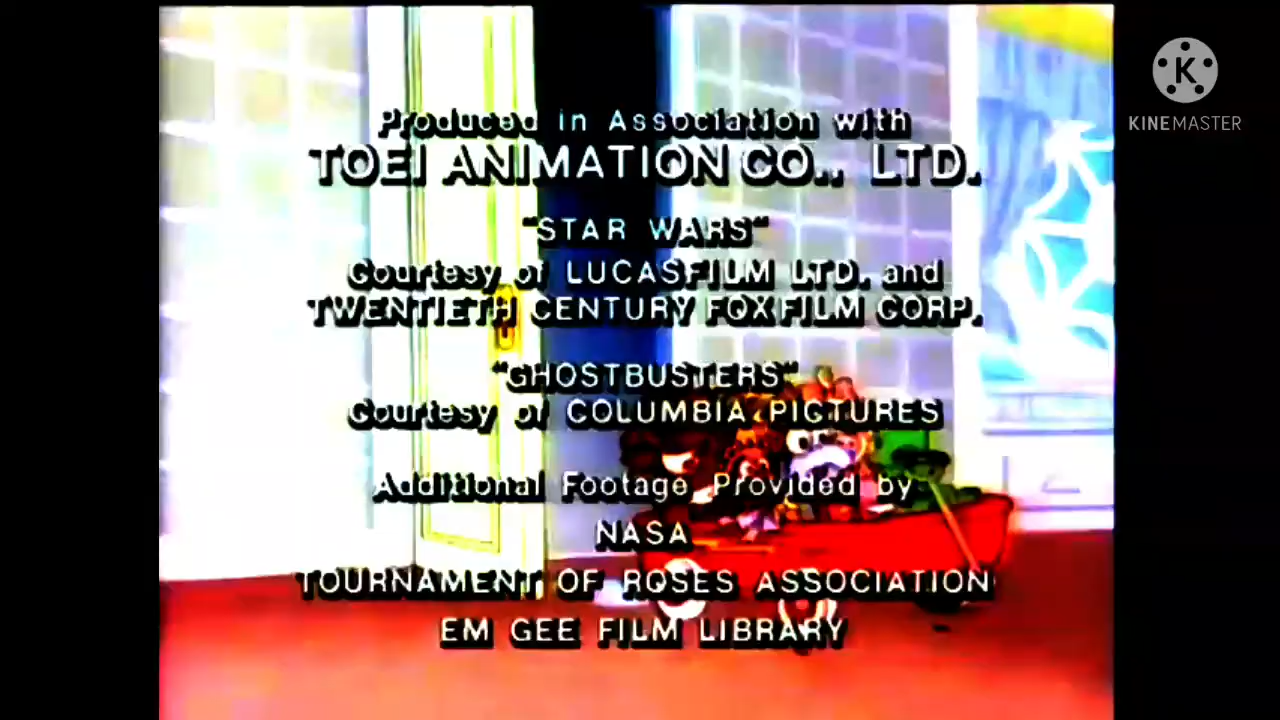 Produced in Association with
TOEI ANIMATION CO., LTD.
"STAR WARS"
Courtesy of LUCASFILM LTD. and
TWENTIETH CENTURY FOX FILM CORP.
"GHOSTBUSTERS"
Courtesy of COLUMBIA PICTURES
Additional Footage Provided by
NASA
TOURNAMENT OF ROSES ASSOCIATION
EM GEE FILM LIBRARY
K
KINEMASTER